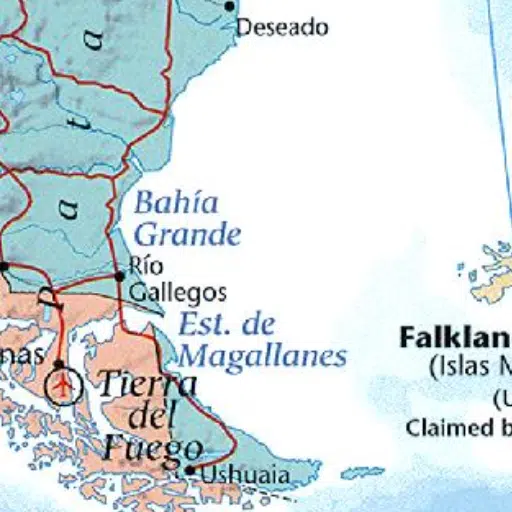 Deseado
a
t
a
Bahía
Grande
Río
Gallegos
P
Est. de
Magallanes
nas
Tierra
del
Fuego
Ushuaia
Falklan
(Islas M
(U
Claimed b